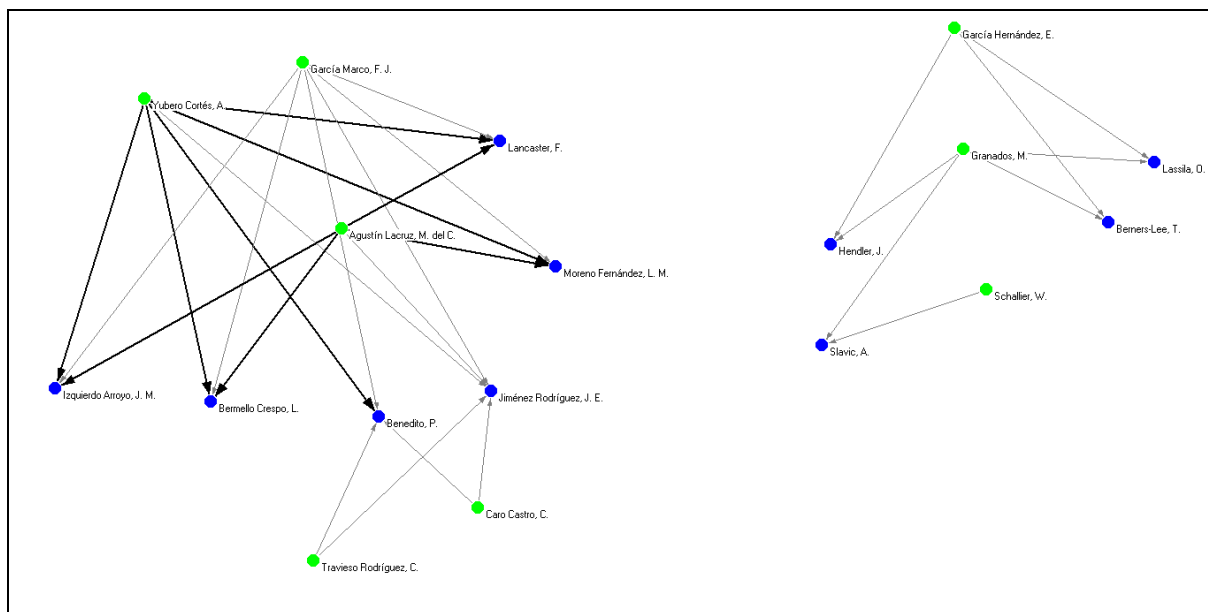 García Hernández, E.
García Marco, F. J.
Yubero Cortés, A.
Lancaster, F.
Granados, M.
Lassila, O.
Berners-Lee, T.
Agustín Lacruz, M. del C.
Hendler, J.
Moreno Fernández, L. M.
Schallier, W.
Slavic, A.
Izquierdo Arroyo, J. M.
Bermello Crespo, L.
Jiménez Rodríguez, J. E.
Benedito, P.
Caro Castro, C.
Travieso Rodríguez, C.